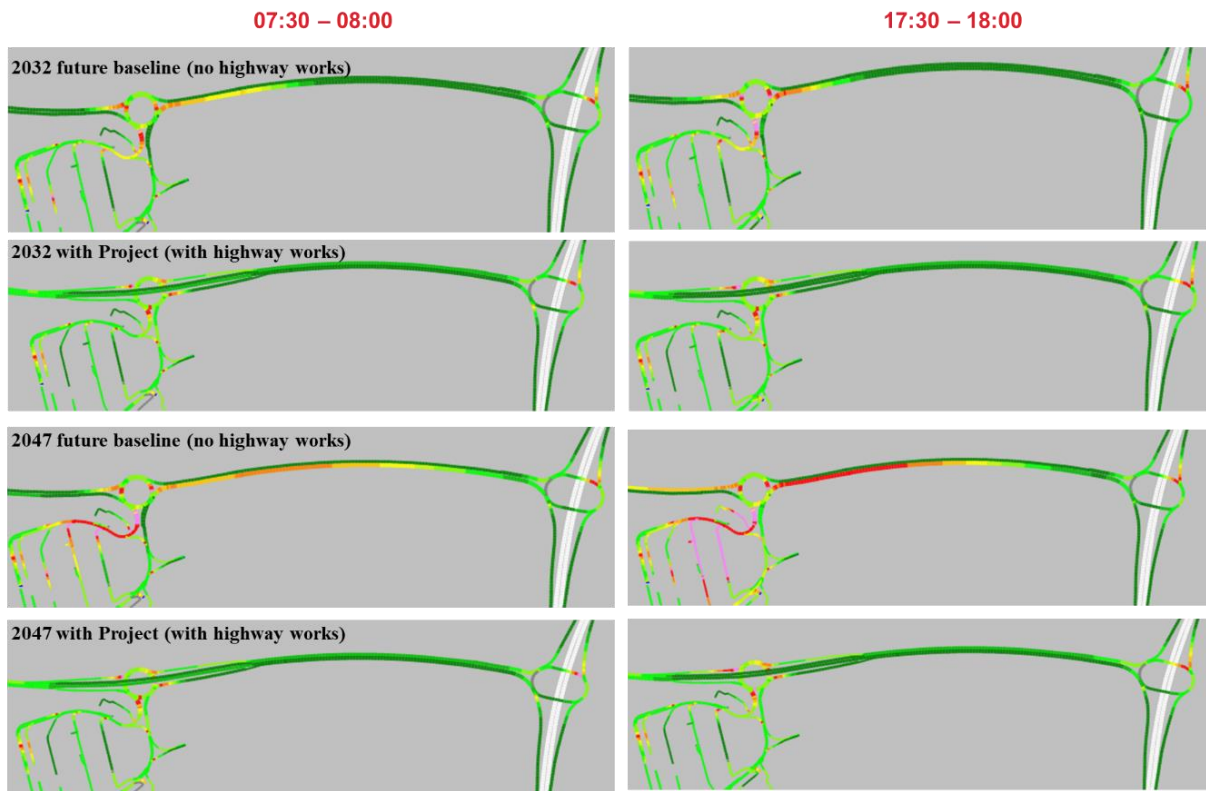 07:30 – 08:00
17:30 – 18:00
2032 future baseline (no highway works)
2032 with Project (with highway works)
2047 future baseline (no highway works)
2047 with Project (with highway works)